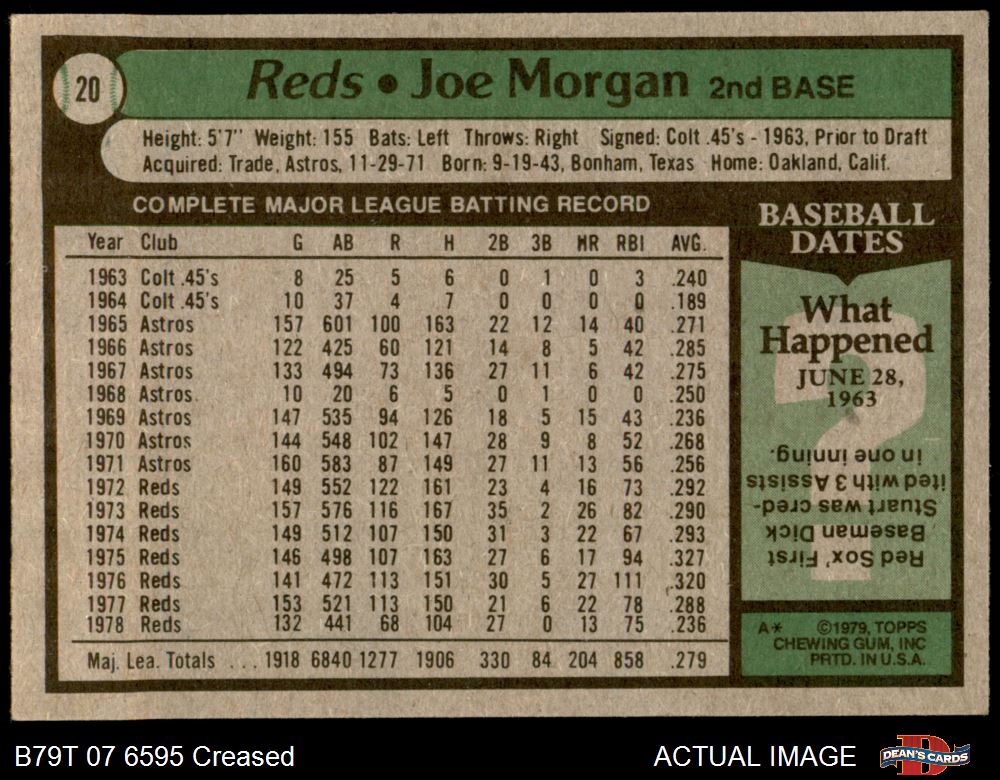 20
Reds • Joe Morgan 2nd BASE
Height: 5'7" Weight: 155 Bats: Left Throws: Right Signed: Colt .45's - 1963, Prior to Draft
Acquired: Trade, Astros, 11-29-71 Born: 9-19-43, Bonham, Texas Home: Oakland, Calif.
COMPLETE MAJOR LEAGUE BATTING RECORD
Year Club G AB R H 2B 3B HR RBI AVG.
1963 Colt .45's 8 25 5 6 0 1 0 3 .240
1964 Colt .45's 10 37 4 7 0 0 0 0 .189
1965 Astros 157 601 100 163 22 12 14 40 .271
1966 Astros 122 425 60 121 14 8 5 42 .285
1967 Astros 133 494 73 136 27 11 6 42 .275
1968 Astros 10 20 6 5 0 1 0 0 .250
1969 Astros 147 535 94 126 18 5 15 43 .236
1970 Astros 144 548 102 147 28 9 8 52 .268
1971 Astros 160 583 87 149 27 11 13 56 .256
1972 Reds 149 552 122 161 23 4 16 73 .292
1973 Reds 157 576 116 167 35 2 26 82 .290
1974 Reds 149 512 107 150 31 3 22 67 .293
1975 Reds 146 498 107 163 27 6 17 94 .327
1976 Reds 141 472 113 151 30 5 27 111 .320
1977 Reds 153 521 113 150 21 6 22 78 .288
1978 Reds 132 441 68 104 27 0 13 75 .236
Maj. Lea. Totals ... 1918 6840 1277 1906 330 84 204 858 .279
BASEBALL
DATES
What
Happened
JUNE 28,
1963
?
Red Sox' First
Baseman Dick
Stuart was cred-
ited with 3 Assists
in one inning.
A* ©1979, TOPPS
CHEWING GUM, INC
PRTD. IN U.S.A.
B79T 07 6595 Creased
ACTUAL IMAGE
D
DEAN'S CARDS